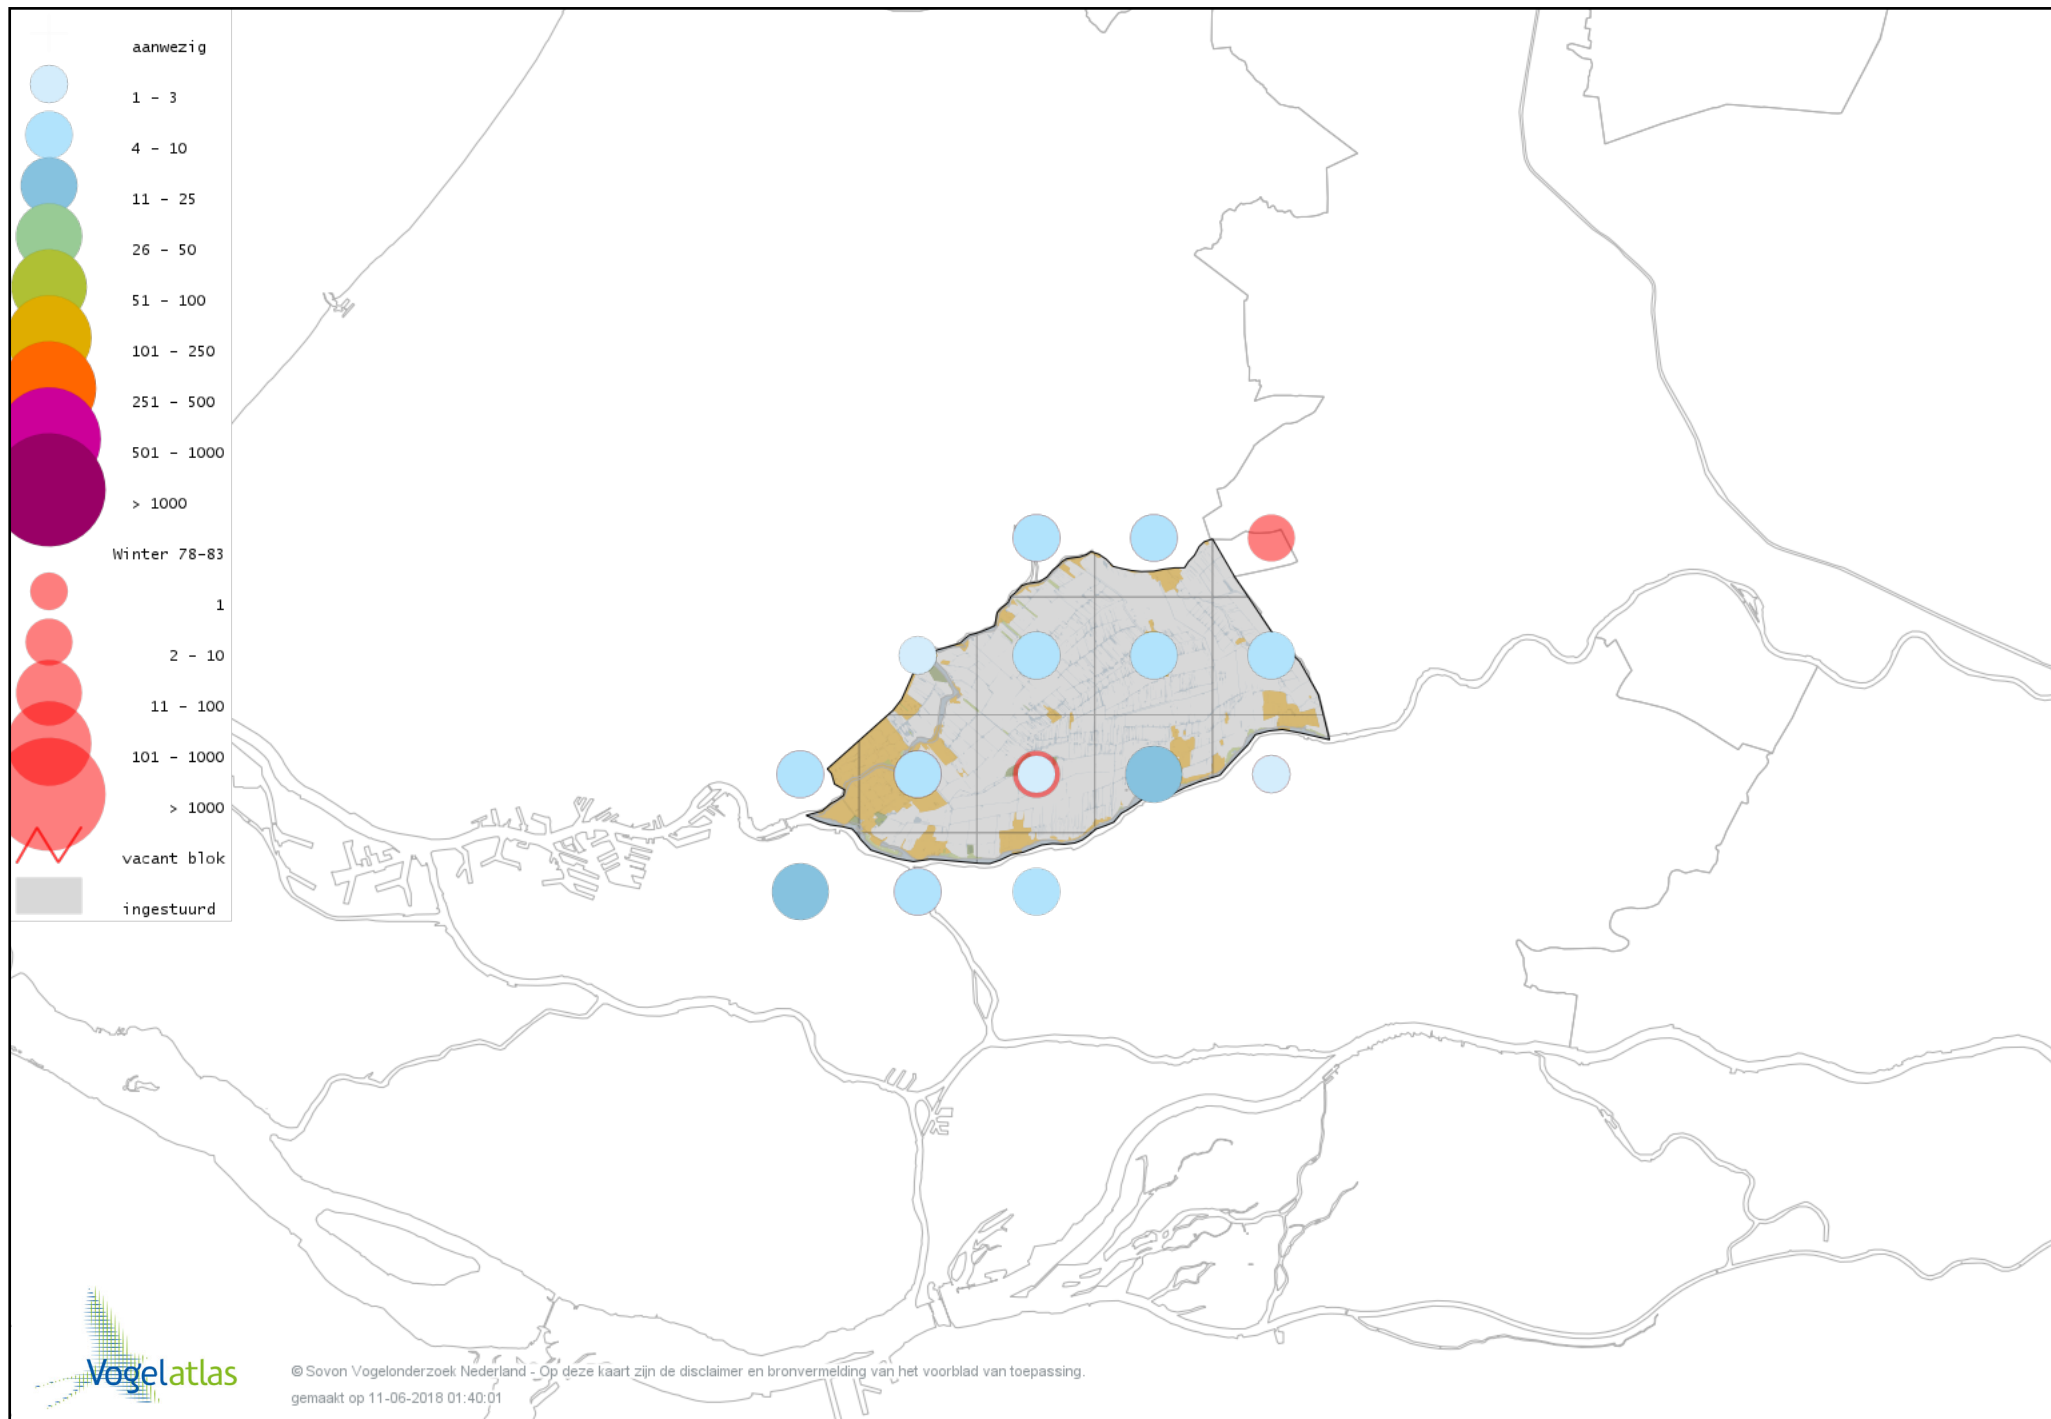 aanwezig
1 - 3
4 - 10
11 - 25
26 - 50
51 - 100
101 - 250
251 - 500
501 - 1000
> 1000
Winter 78-83
1
2 - 10
11 - 100
101 - 1000
> 1000
vacant blok
ingestuurd
Vogelatlas
© Sovon Vogelonderzoek Nederland - Op deze kaart zijn de disclaimer en bronvermelding van het voorblad van toepassing.
gemaakt op 11-06-2018 01:40:01